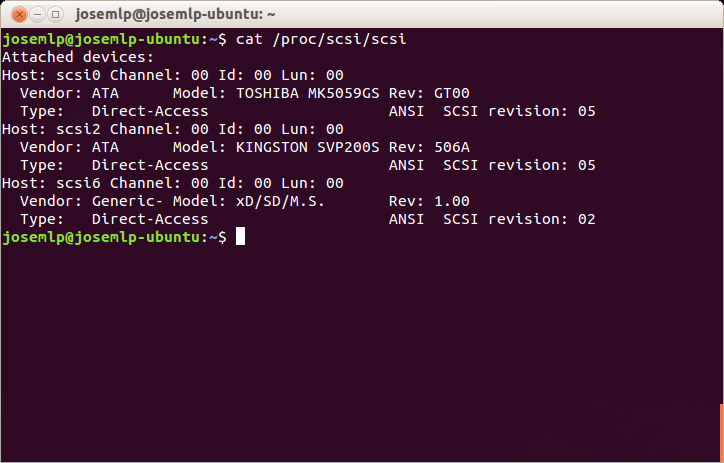 josemlp@josemlp-ubuntu: ~
josemlp@josemlp-ubuntu:~$ cat /proc/scsi/scsi
Attached devices:
Host: scsi0 Channel: 00 Id: 00 Lun: 00
  Vendor: ATA      Model: TOSHIBA MK5059GS Rev: GT00
  Type:   Direct-Access                    ANSI  SCSI revision: 05
Host: scsi2 Channel: 00 Id: 00 Lun: 00
  Vendor: ATA      Model: KINGSTON SVP200S Rev: 506A
  Type:   Direct-Access                    ANSI  SCSI revision: 05
Host: scsi6 Channel: 00 Id: 00 Lun: 00
  Vendor: Generic- Model: xD/SD/M.S.       Rev: 1.00
  Type:   Direct-Access                    ANSI  SCSI revision: 02
josemlp@josemlp-ubuntu:~$